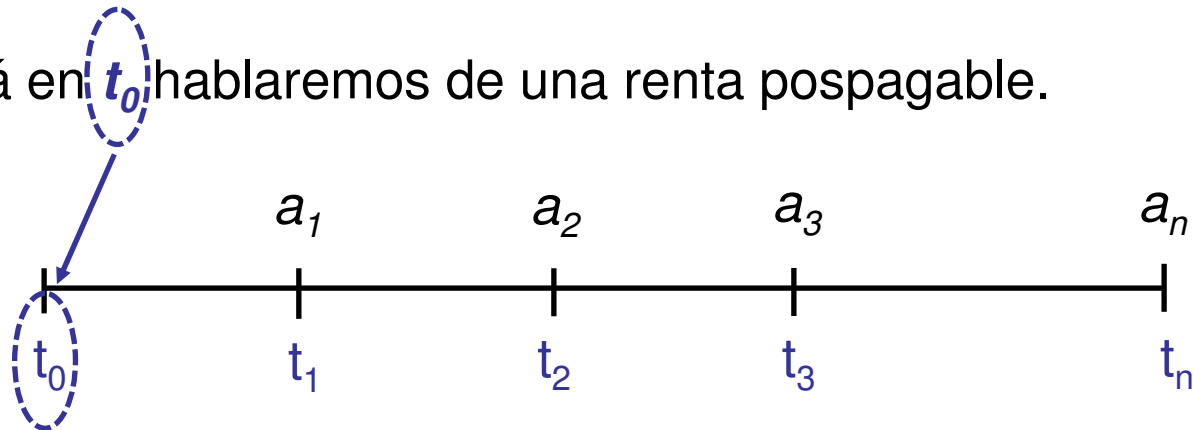 á en t₀ hablaremos de una renta pospagable.
a₁ a₂ a₃ aₙ
t₀ t₁ t₂ t₃ tₙ